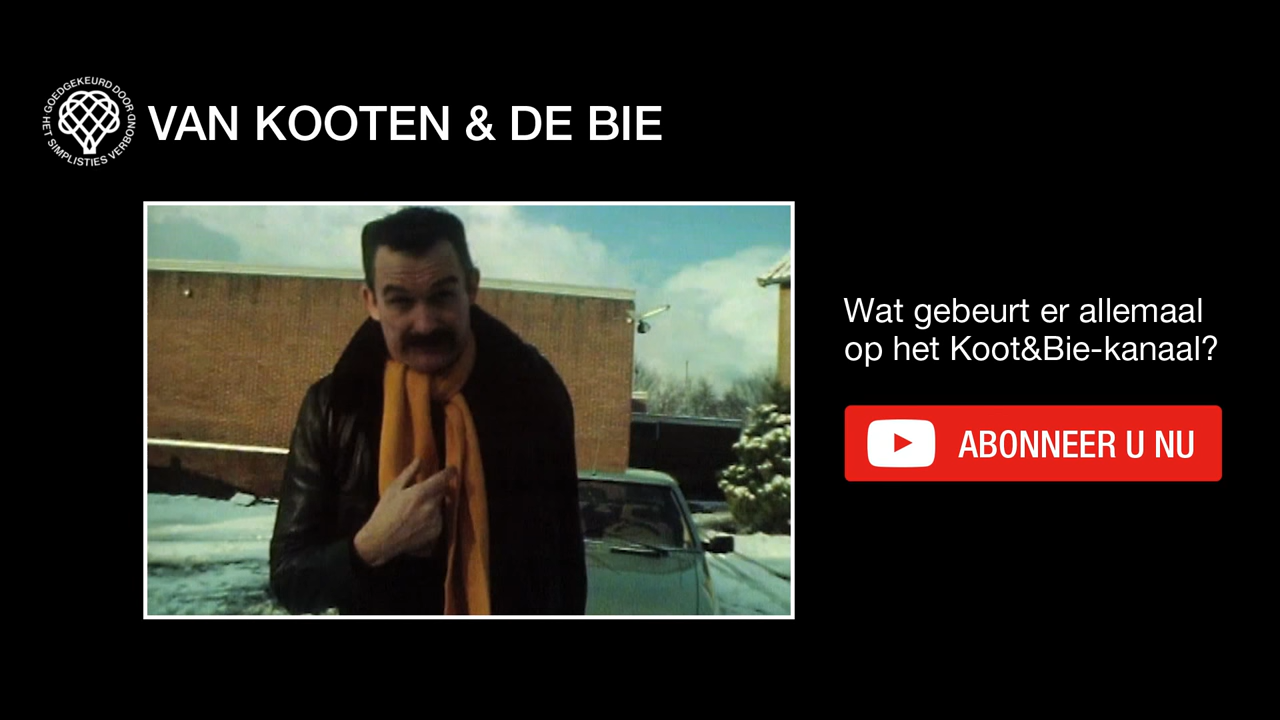 GOEDGEKEURD DOOR HET SIMPLISTIES VERBOND
VAN KOOTEN & DE BIE
Wat gebeurt er allemaal
op het Koot&Bie-kanaal?
ABONNEER U NU